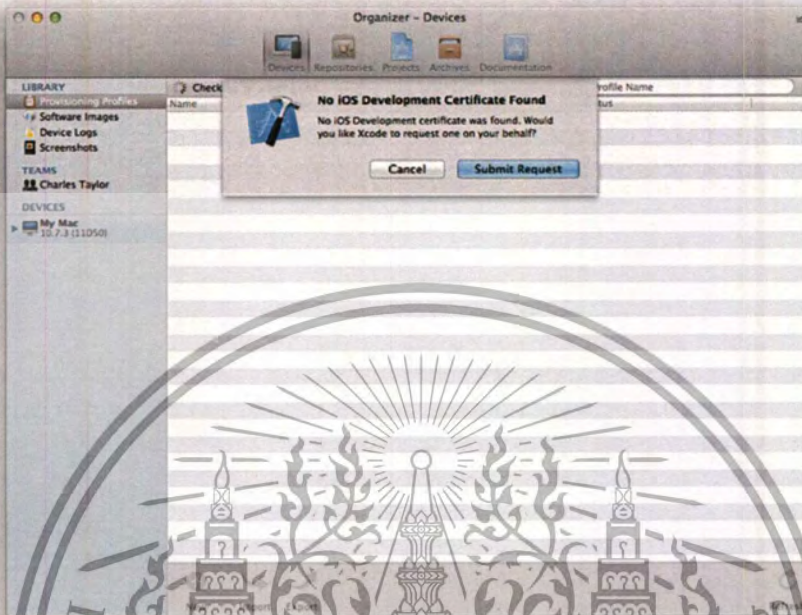 Organizer - Devices
Devices Repositories Projects Archives Documentation
LIBRARY
Provisioning Profiles
Software Images
Device Logs
Screenshots
TEAMS
Charles Taylor
DEVICES
My Mac
10.7.3 (11D50)
Check
rofile Name
Name
tus
No iOS Development Certificate Found
No iOS Development certificate was found. Would
you like Xcode to request one on your behalf?
Cancel Submit Request
Export